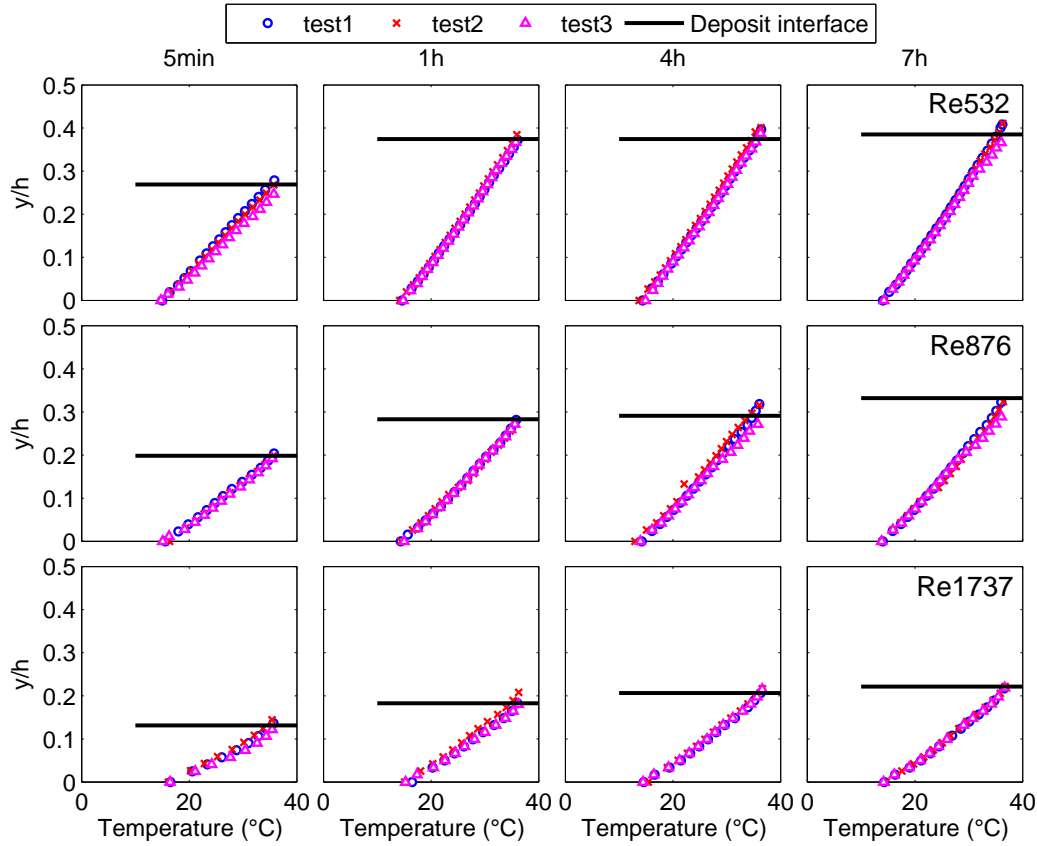 test1 test2 test3 Deposit interface
5min 1h 4h 7h
0.5 Re532
0.4
0.3
0.2
0.1
0
y/h
0.5 Re876
0.4
0.3
0.2
0.1
0
y/h
0.5 Re1737
0.4
0.3
0.2
0.1
0
y/h
0 20 40 0 20 40 0 20 40 0 20 40
Temperature (°C) Temperature (°C) Temperature (°C) Temperature (°C)